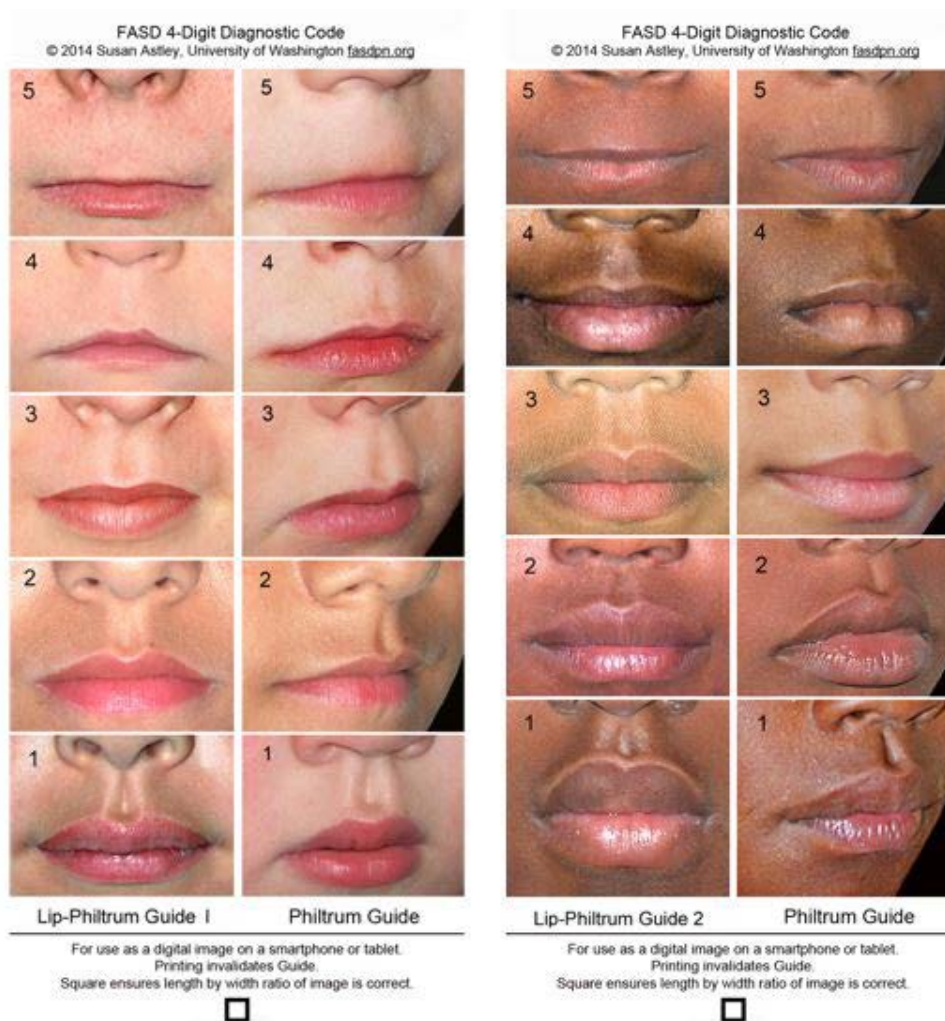 FASD 4-Digit Diagnostic Code
© 2014 Susan Astley, University of Washington fasdpn.org
5 5
4 4
3 3
2 2
1 1
Lip-Philtrum Guide 1 Philtrum Guide
For use as a digital image on a smartphone or tablet.
Printing invalidates Guide.
Square ensures length by width ratio of image is correct.
FASD 4-Digit Diagnostic Code
© 2014 Susan Astley, University of Washington fasdpn.org
5 5
4 4
3 3
2 2
1 1
Lip-Philtrum Guide 2 Philtrum Guide
For use as a digital image on a smartphone or tablet.
Printing invalidates Guide.
Square ensures length by width ratio of image is correct.